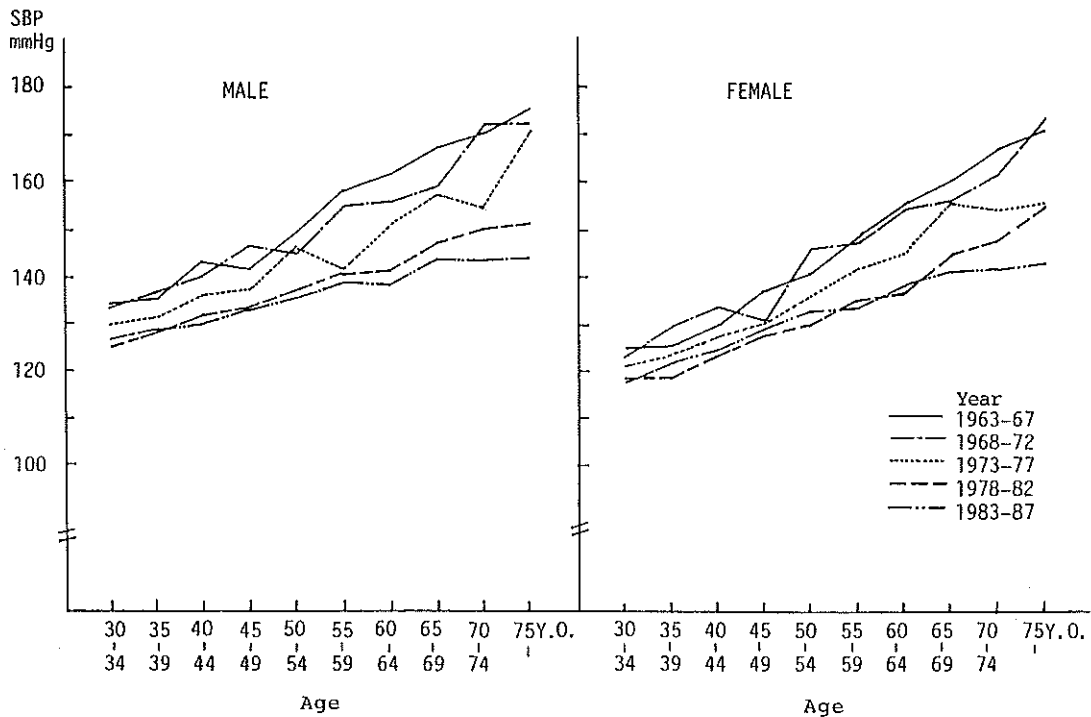 SBP
mmHg
180
160
140
120
100
MALE
FEMALE
Year
1963–67
1968–72
1973–77
1978–82
1983–87
30 35 40 45 50 55 60 65 70 75Y.O.
| | | | | | | | | |
34 39 44 49 54 59 64 69 74
30 35 40 45 50 55 60 65 70 75Y.O.
| | | | | | | | | |
34 39 44 49 54 59 64 69 74
Age
Age